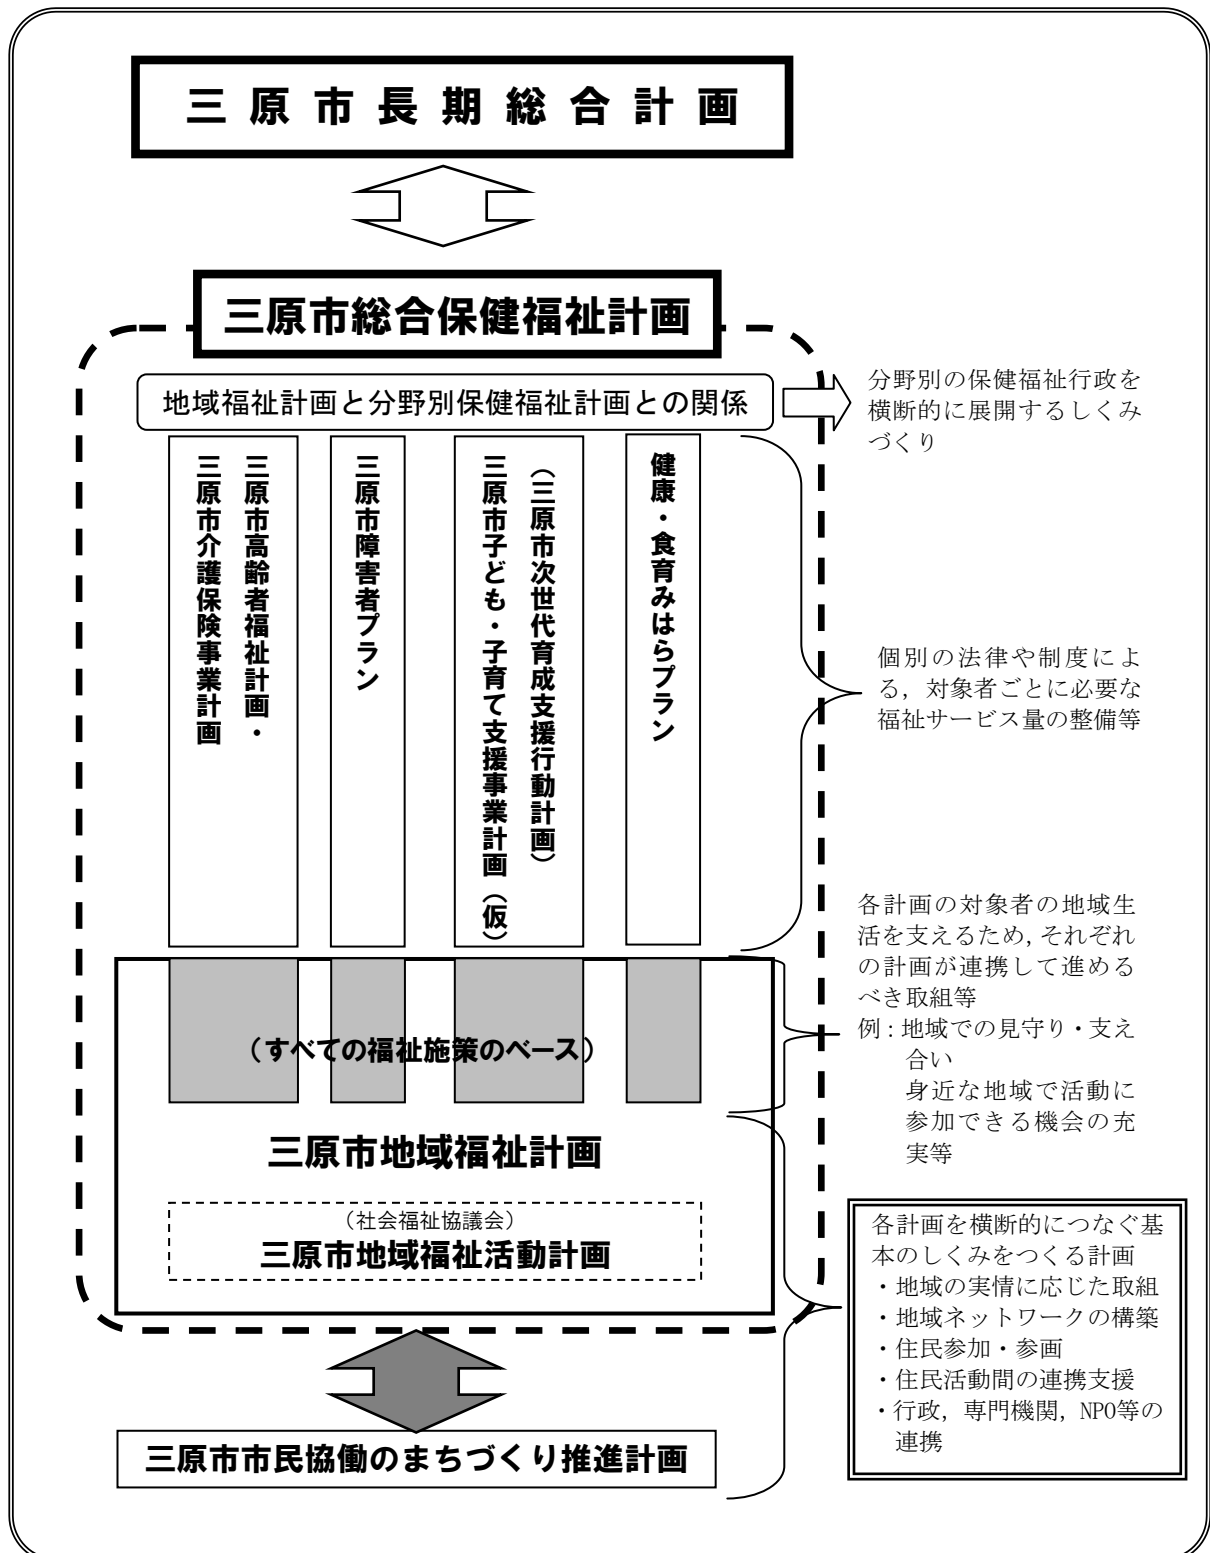 三原市長期総合計画
三原市総合保健福祉計画
地域福祉計画と分野別保健福祉計画との関係
分野別の保健福祉行政を
横断的に展開するしくみ
づくり
三原市高齢者福祉計画・
三原市介護保険事業計画
三原市障害者プラン
（三原市次世代育成支援行動計画）
三原市子ども・子育て支援事業計画（仮）
健康・食育みはらプラン
個別の法律や制度によ
る，対象者ごとに必要な
福祉サービス量の整備等
各計画の対象者の地域生
活を支えるため，それぞれ
の計画が連携して進める
べき取組等
例：地域での見守り・支え
合い
身近な地域で活動に
参加できる機会の充
実等
（すべての福祉施策のベース）
三原市地域福祉計画
（社会福祉協議会）
三原市地域福祉活動計画
各計画を横断的につなぐ基
本のしくみをつくる計画
・地域の実情に応じた取組
・地域ネットワークの構築
・住民参加・参画
・住民活動間の連携支援
・行政，専門機関，NPO等の
連携
三原市市民協働のまちづくり推進計画